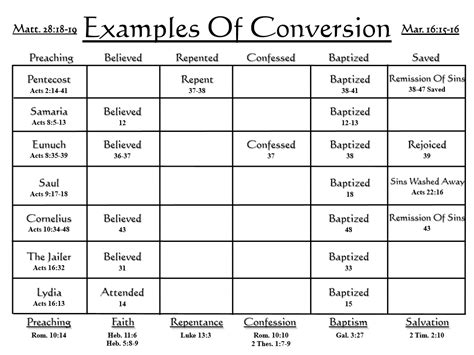 Matt. 28:18-19 Examples Of Conversion Mar. 16:15-16
Preaching Believed Repented Confessed Baptized Saved
Pentecost Repent Baptized Remission Of Sins
Acts 2:14-41 37-38 38-41 38-47 Saved
Samaria Believed Baptized
Acts 8:5-13 12 12-13
Eunuch Believed Confessed Baptized Rejoiced
Acts 8:35-39 36-37 37 38 39
Saul Baptized Sins Washed Away
Acts 9:17-18 18 Acts 22:16
Cornelius Believed Baptized Remission Of Sins
Acts 10:34-48 43 48 43
The Jailer Believed Baptized
Acts 16:32 31 33
Lydia Attended Baptized
Acts 16:13 14 15
Preaching Faith Repentance Confession Baptism Salvation
Rom. 10:14 Heb. 11:6 Luke 13:3 Rom. 10:10 Gal. 3:27 2 Tim. 2:10
Heb. 5:8-9 2 Thes. 1:7-9